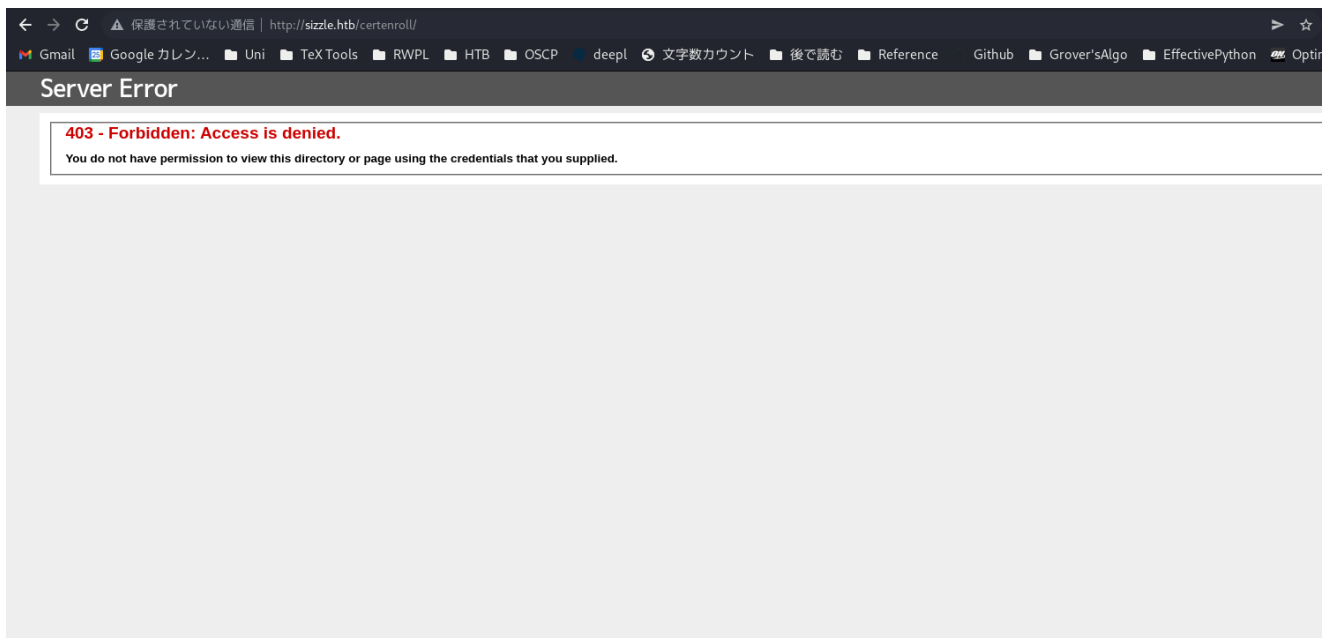 保護されていない通信 | http://sizzle.htb/certenroll/
Gmail Google カレン... Uni TeX Tools RWPL HTB OSCP deepl 文字数カウント 後で読む Reference Github Grover'sAlgo EffectivePython Optir
Server Error
403 - Forbidden: Access is denied.
You do not have permission to view this directory or page using the credentials that you supplied.